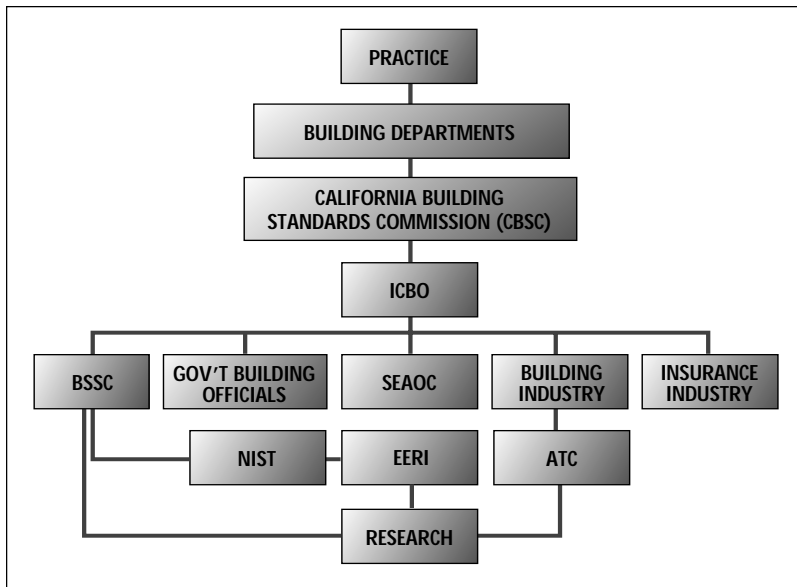 PRACTICE
BUILDING DEPARTMENTS
CALIFORNIA BUILDING
STANDARDS COMMISSION (CBSC)
ICBO
BSSC
GOV'T BUILDING
OFFICIALS
SEAOC
BUILDING
INDUSTRY
INSURANCE
INDUSTRY
NIST
EERI
ATC
RESEARCH